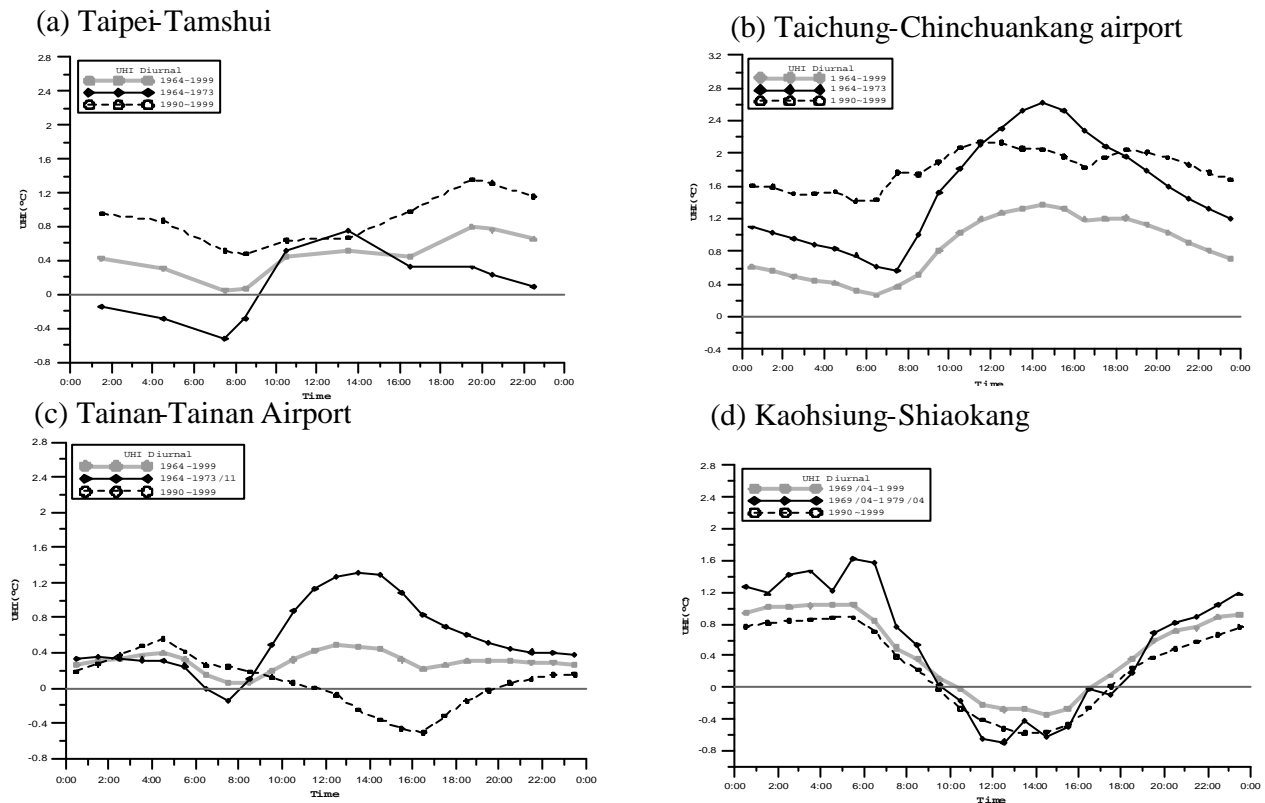 (a) Taipei-Tamshui
2.8
2.4
2
1.6
1.2
0.8
0.4
0
-0.4
-0.8
UHI(°C)
UHI Diurnal
1964-1999
1964-1973
1990-1999
0:00 2:00 4:00 6:00 8:00 10:00 12:00 14:00 16:00 18:00 20:00 22:00 0:00
Time
(b) Taichung-Chinchuankang airport
3.2
2.8
2.4
2
1.6
1.2
0.8
0.4
0
-0.4
UHI(°C)
UHI Diurnal
1964-1999
1964-1973
1990-1999
0:00 2:00 4:00 6:00 8:00 10:00 12:00 14:00 16:00 18:00 20:00 22:00 0:00
Time
(c) Tainan-Tainan Airport
2.8
2.4
2
1.6
1.2
0.8
0.4
0
-0.4
-0.8
UHI(°C)
UHI Diurnal
1964-1999
1964-1973/11
1990-1999
0:00 2:00 4:00 6:00 8:00 10:00 12:00 14:00 16:00 18:00 20:00 22:00 0:00
Time
(d) Kaohsiung-Shiaokang
2.8
2.4
2
1.6
1.2
0.8
0.4
0
-0.4
-0.8
UHI(°C)
UHI Diurnal
1969/04-1999
1969/04-1979/04
1990-1999
0:00 2:00 4:00 6:00 8:00 10:00 12:00 14:00 16:00 18:00 20:00 22:00 0:00
Time